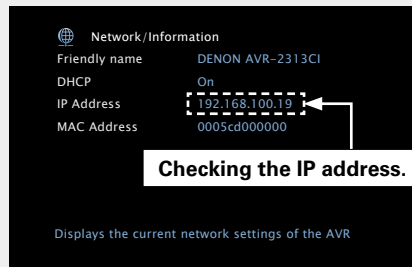 Network/Information
Friendly name DENON AVR-2313CI
DHCP On
IP Address 192.168.100.19
MAC Address 0005cd000000
Checking the IP address.
Displays the current network settings of the AVR